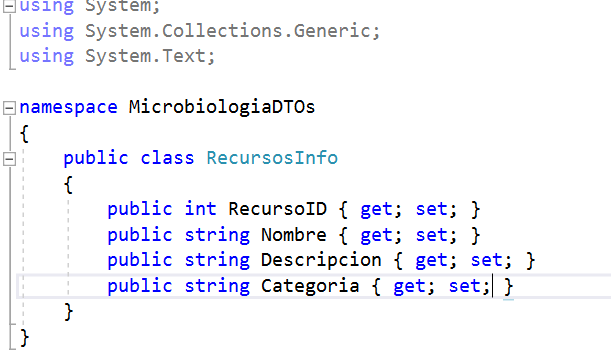 using System;
using System.Collections.Generic;
using System.Text;
namespace MicrobiologiaDTOs
{
public class RecursosInfo
{
public int RecursoID { get; set; }
public string Nombre { get; set; }
public string Descripcion { get; set; }
public string Categoria { get; set; }
}
}